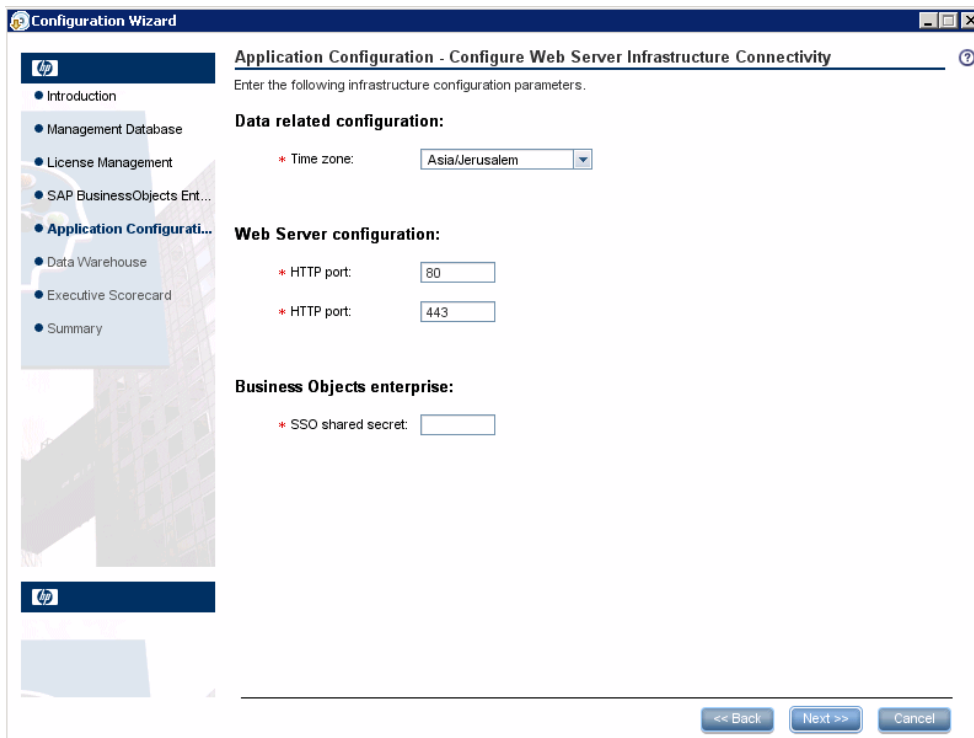 Configuration Wizard
hp
Introduction
Management Database
License Management
SAP BusinessObjects Ent...
Application Configurati...
Data Warehouse
Executive Scorecard
Summary
hp
Application Configuration - Configure Web Server Infrastructure Connectivity
?
Enter the following infrastructure configuration parameters.
Data related configuration:
* Time zone: Asia/Jerusalem
Web Server configuration:
* HTTP port: 80
* HTTP port: 443
Business Objects enterprise:
* SSO shared secret:
<< Back Next >> Cancel